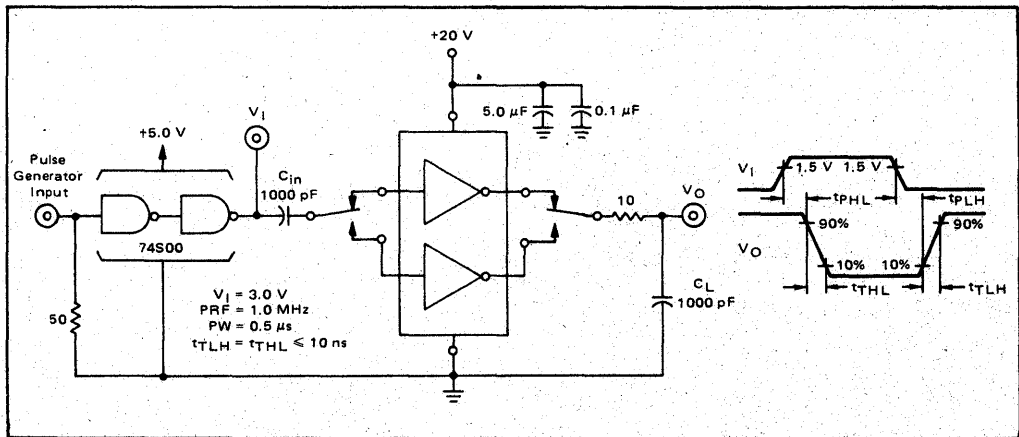 +20 V
5.0 µF
0.1 µF
V_I
+5.0 V
Pulse
Generator
Input
C_in
1000 pF
74S00
50
V_I = 3.0 V
PRF = 1.0 MHz
PW = 0.5 µs
t_TLH = t_THL ≤ 10 ns
10
V_O
C_L
1000 pF
V_I
1.5 V 1.5 V
t_PHL
t_PLH
90%
90%
V_O
10%
10%
t_THL
t_TLH